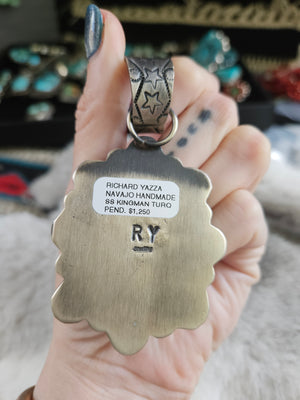 RICHARD YAZZA
NAVAJO HANDMADE
SS KINGMAN TURQ
PEND. $1,250
RY